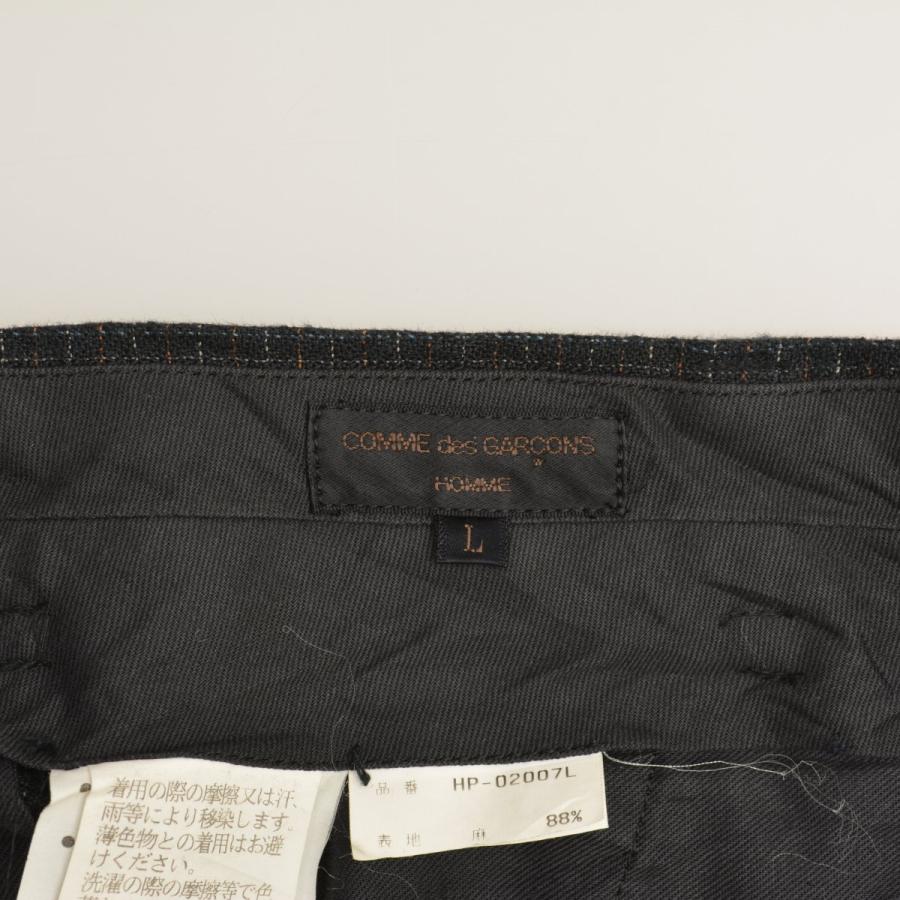 COMME des GARÇONS
HOMME
L
品番 HP-02007L
表地 麻 88%
着用の際の摩擦又は汗、
雨等により移染します。
薄色物との着用はお避
けください。
洗濯の際の摩擦等で色